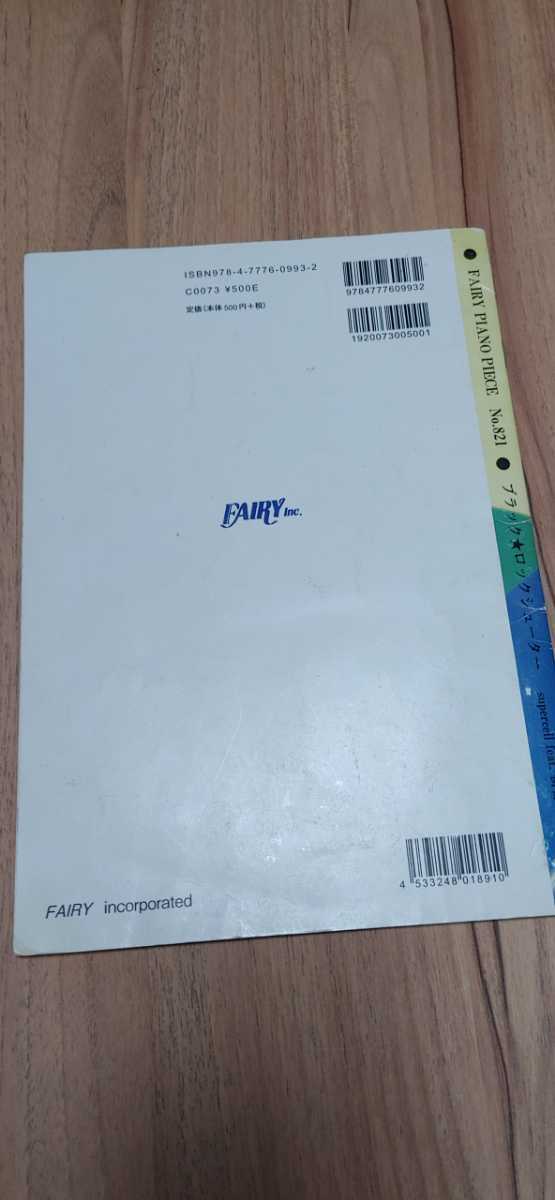 ISBN978-4-7776-0993-2
C0073 ¥500E
定価(本体500円+税)
9784777609932
1920073005001
FAIRY Inc.
4 533248 018910
FAIRY incorporated
FAIRY PIANO PIECE No.821 ブラック★ロックシューター supercell feat.